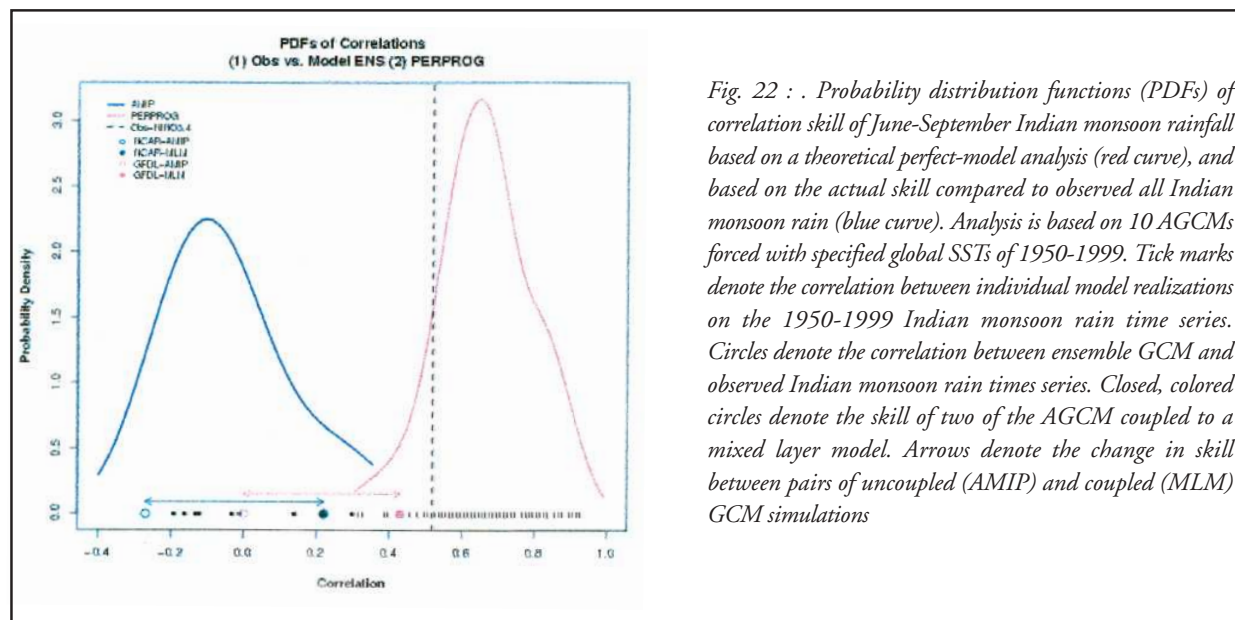 PDFs of Correlations
(1) Obs vs. Model ENS (2) PERPROG
AMIP
PERPROG
Obs-NINO3.4
NCAR-AMIP
NCAR-MLM
GFDL-AMIP
GFDL-MLM
Probability Density
3.0
2.5
2.0
1.5
1.0
0.5
0.0
-0.4
-0.2
0.0
0.2
0.4
0.6
0.8
1.0
Correlation
Fig. 22 : . Probability distribution functions (PDFs) of
correlation skill of June-September Indian monsoon rainfall
based on a theoretical perfect-model analysis (red curve), and
based on the actual skill compared to observed all Indian
monsoon rain (blue curve). Analysis is based on 10 AGCMs
forced with specified global SSTs of 1950-1999. Tick marks
denote the correlation between individual model realizations
on the 1950-1999 Indian monsoon rain time series.
Circles denote the correlation between ensemble GCM and
observed Indian monsoon rain times series. Closed, colored
circles denote the skill of two of the AGCM coupled to a
mixed layer model. Arrows denote the change in skill
between pairs of uncoupled (AMIP) and coupled (MLM)
GCM simulations